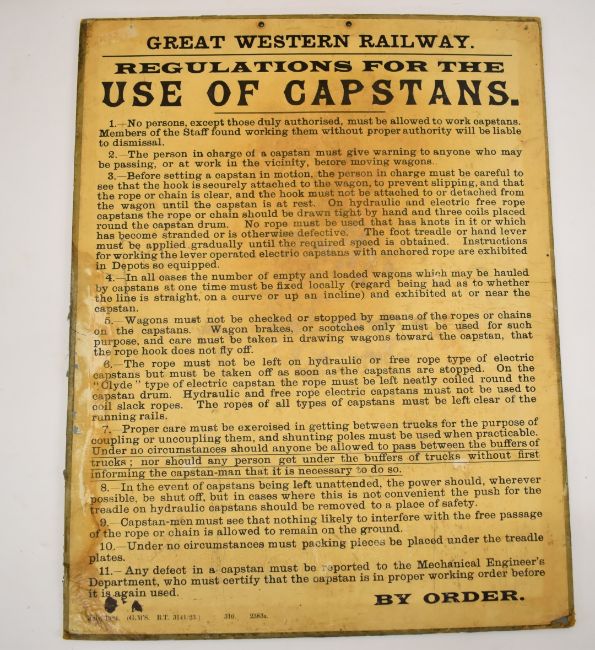 GREAT WESTERN RAILWAY.
REGULATIONS FOR THE
USE OF CAPSTANS.
1.—No persons, except those duly authorised, must be allowed to work capstans.
Members of the Staff found working them without proper authority will be liable
to dismissal.
2.—The person in charge of a capstan must give warning to anyone who may
be passing, or at work in the vicinity, before moving wagons.
3.—Before setting a capstan in motion, the person in charge must be careful to
see that the hook is securely attached to the wagon, to prevent slipping, and that
the rope or chain is clear, and the hook must not be attached to or detached from
the wagon until the capstan is at rest. On hydraulic and electric free rope
capstans the rope or chain should be drawn tight by hand and three coils placed
round the capstan drum. No rope must be used that has knots in it or which
has become stranded or is otherwise defective. The foot treadle or hand lever
must be applied gradually until the required speed is obtained. Instructions
for working the lever operated electric capstans with anchored rope are exhibited
in Depots so equipped.
4.—In all cases the number of empty and loaded wagons which may be hauled
by capstans at one time must be fixed locally (regard being had as to whether
the line is straight, on a curve or up an incline) and exhibited at or near the
capstan.
5.—Wagons must not be checked or stopped by means of the ropes or chains
on the capstans. Wagon brakes, or scotches only must be used for such
purpose, and care must be taken in drawing wagons toward the capstan, that
the rope hook does not fly off.
6.—The rope must not be left on hydraulic or free rope type of electric
capstans but must be taken off as soon as the capstans are stopped. On the
"Clyde" type of electric capstan the rope must be left neatly coiled round the
capstan drum. Hydraulic and free rope electric capstans must not be used to
coil slack ropes. The ropes of all types of capstans must be left clear of the
running rails.
7.—Proper care must be exercised in getting between trucks for the purpose of
coupling or uncoupling them, and shunting poles must be used when practicable.
Under no circumstances should anyone be allowed to pass between the buffers of
trucks; nor should any person get under the buffers of trucks without first
informing the capstan-man that it is necessary to do so.
8.—In the event of capstans being left unattended, the power should, wherever
possible, be shut off, but in cases where this is not convenient the push for the
treadle on hydraulic capstans should be removed to a place of safety.
9.—Capstan-men must see that nothing likely to interfere with the free passage
of the rope or chain is allowed to remain on the ground.
10.—Under no circumstances must packing pieces be placed under the treadle
plates.
11.—Any defect in a capstan must be reported to the Mechanical Engineer's
Department, who must certify that the capstan is in proper working order before
it is again used.
BY ORDER.